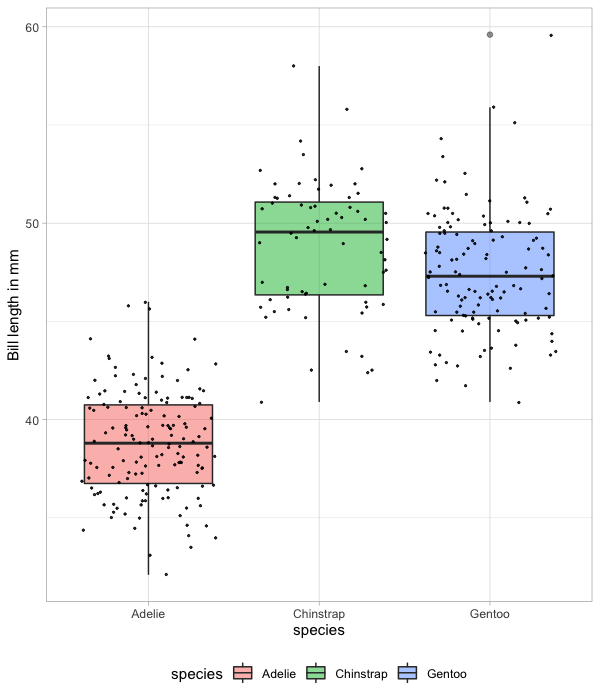 60
50
40
Bill length in mm
Adelie Chinstrap Gentoo
species
species Adelie Chinstrap Gentoo